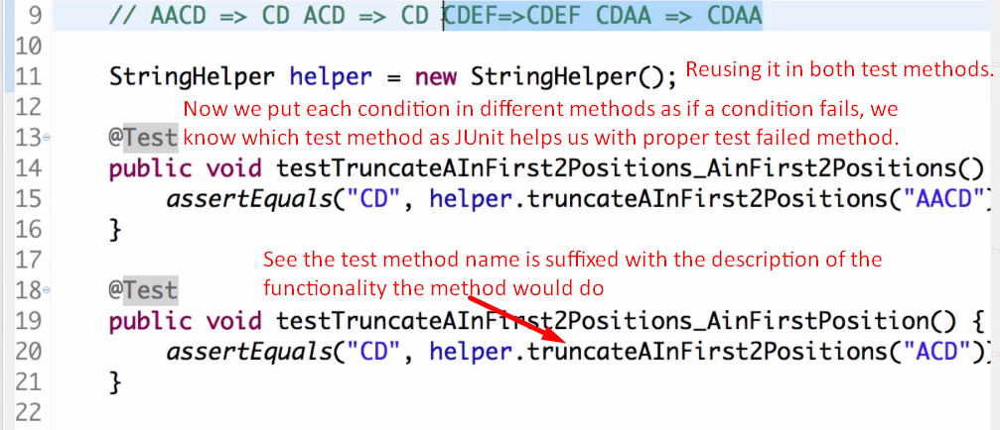 9 // AACD => CD ACD => CD CDEF=>CDEF CDAA => CDAA
10
11 StringHelper helper = new StringHelper(); Reusing it in both test methods.
12 Now we put each condition in different methods as if a condition fails, we
13 @Test know which test method as JUnit helps us with proper test failed method.
14 public void testTruncateAInFirst2Positions_AinFirst2Positions()
15 assertEquals("CD", helper.truncateAInFirst2Positions("AACD")
16 }
17 See the test method name is suffixed with the description of the
18 @Test functionality the method would do
19 public void testTruncateAInFirst2Positions_AinFirstPosition() {
20 assertEquals("CD", helper.truncateAInFirst2Positions("ACD"))
21 }
22